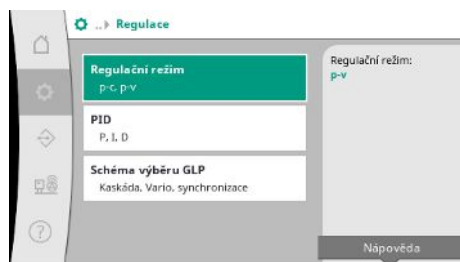 ..▸ Regulace
Regulační režim
p-c, p-v
PID
P, I, D
Schéma výběru GLP
Kaskáda, Vario, synchronizace
Regulační režim:
p-v
Nápověda